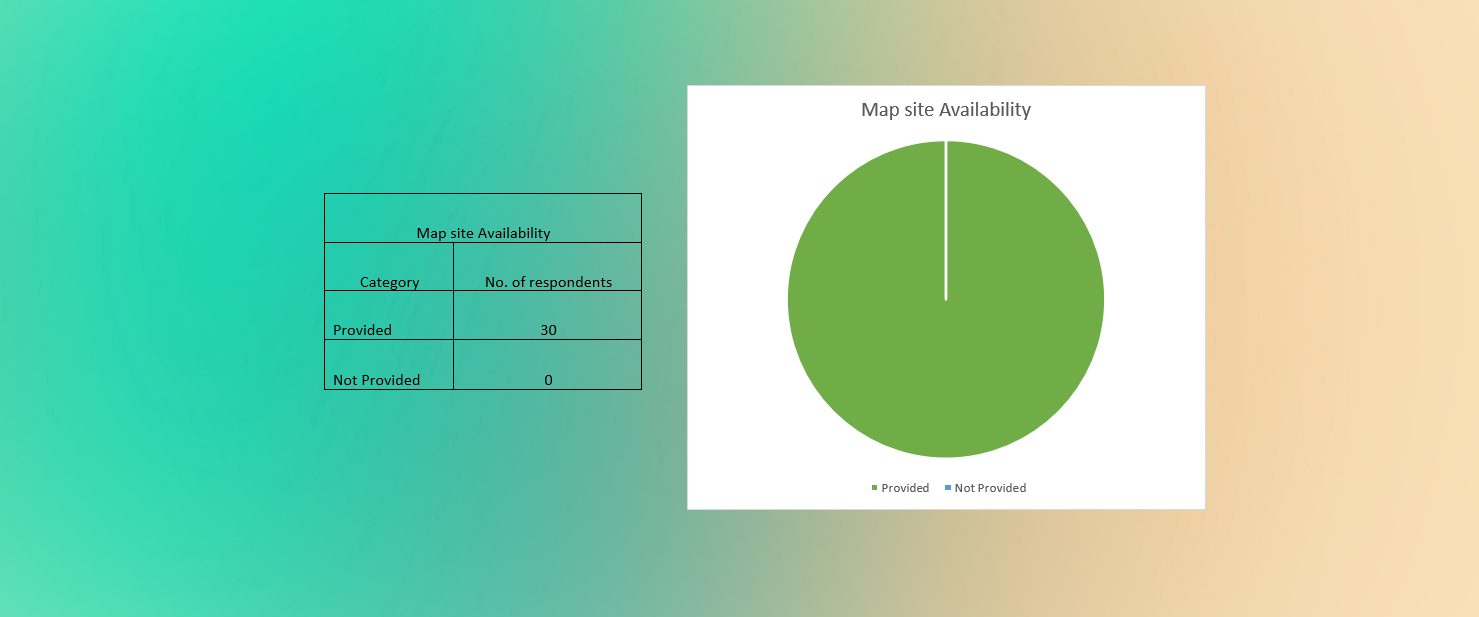 Map site Availability
Category No. of respondents
Provided 30
Not Provided 0
Map site Availability
Provided Not Provided